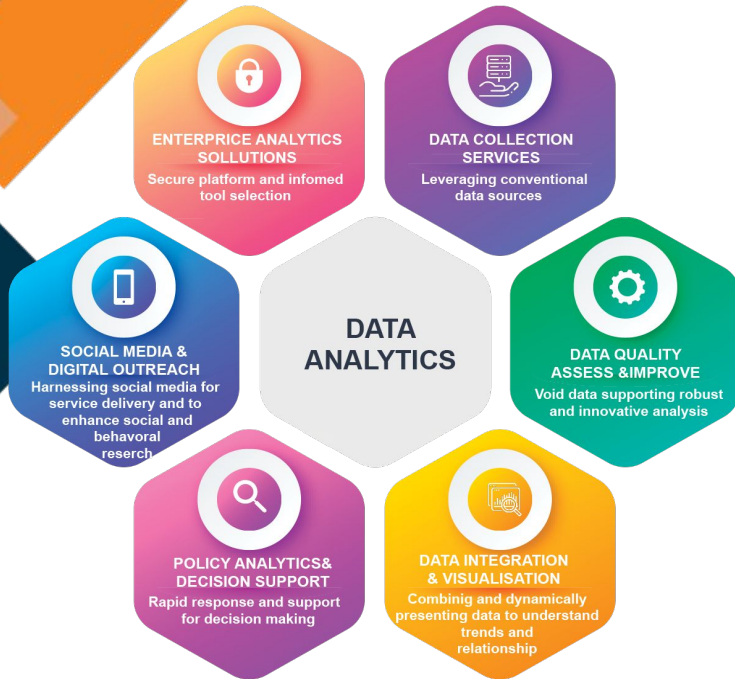 ENTERPRICE ANALYTICS
SOLLUTIONS
Secure platform and infomed
tool selection
DATA COLLECTION
SERVICES
Leveraging conventional
data sources
SOCIAL MEDIA &
DIGITAL OUTREACH
Harnessing social media for
service delivery and to
enhance social and
behavoral
reserch
DATA
ANALYTICS
DATA QUALITY
ASSESS &IMPROVE
Void data supporting robust
and innovative analysis
POLICY ANALYTICS&
DECISION SUPPORT
Rapid response and support
for decision making
DATA INTEGRATION
& VISUALISATION
Combinig and dynamically
presenting data to understand
trends and
relationship